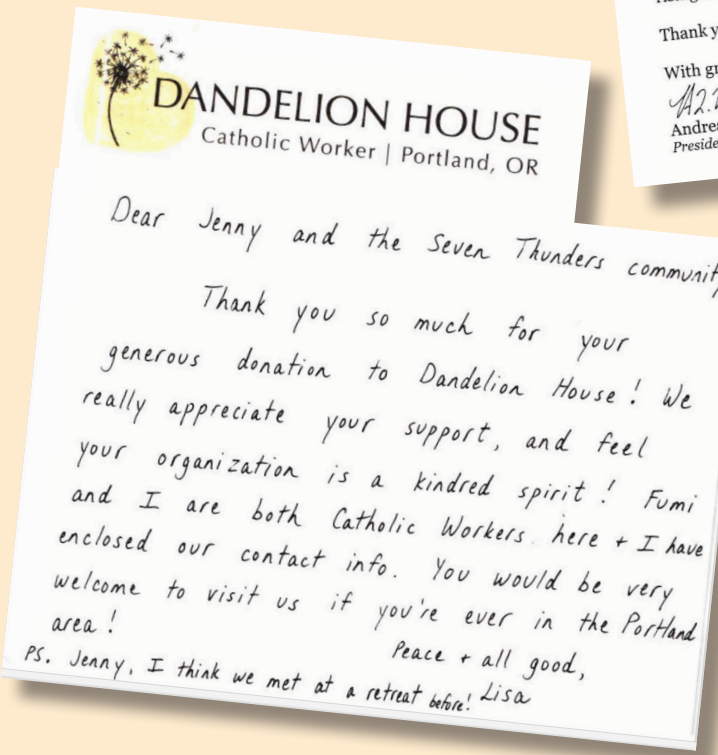 DANDELION HOUSE
Catholic Worker | Portland, OR
Dear Jenny and the Seven Thunders community
Thank you so much for your
generous donation to Dandelion House! We
really appreciate your support, and feel
your organization is a kindred spirit! Fumi
and I are both Catholic Workers here + I have
enclosed our contact info. You would be very
welcome to visit us if you're ever in the Portland
area!
Peace + all good,
Lisa
PS. Jenny, I think we met at a retreat before!
Thank y
With gr
Andrea
Preside